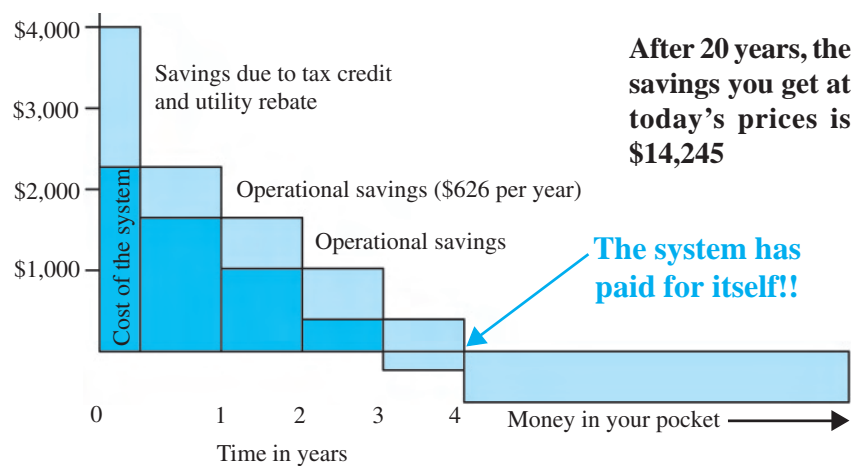 $4,000
$3,000
$2,000
$1,000
Savings due to tax credit
and utility rebate
After 20 years, the
savings you get at
today's prices is
$14,245
Cost of the system
Operational savings ($626 per year)
Operational savings
The system has
paid for itself!!
0 1 2 3 4
Money in your pocket
Time in years